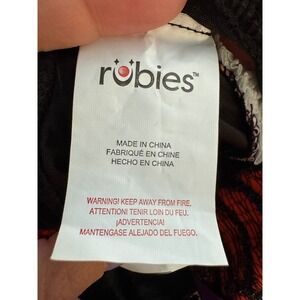 rubies™
MADE IN CHINA
FABRIQUÉ EN CHINE
HECHO EN CHINA
WARNING! KEEP AWAY FROM FIRE.
ATTENTION! TENIR LOIN DU FEU.
¡ADVERTENCIA!
MANTENGASE ALEJADO DEL FUEGO.